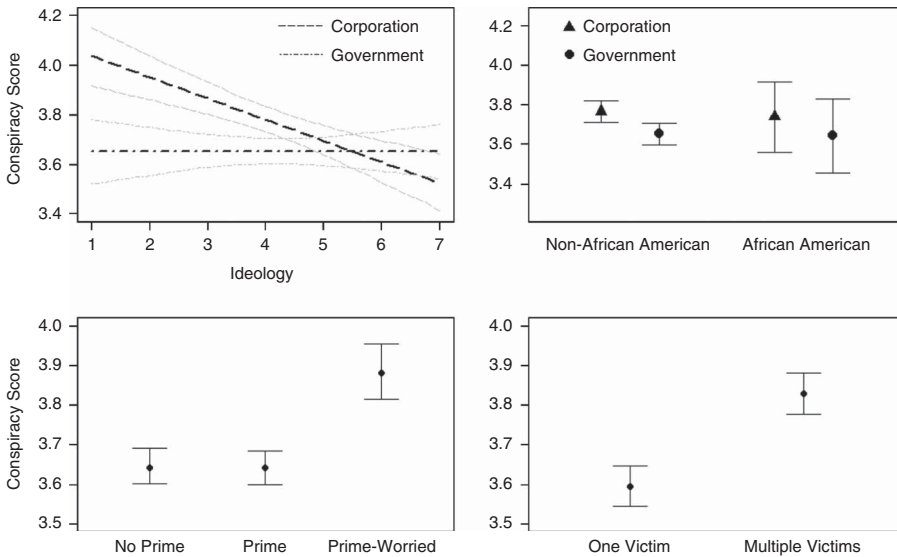 Conspiracy Score
4.2
4.0
3.8
3.6
3.4
1 2 3 4 5 6 7
Ideology
Corporation
Government
4.2
4.0
3.8
3.6
3.4
Corporation
Government
Non-African American African American
Conspiracy Score
4.0
3.9
3.8
3.7
3.6
3.5
No Prime Prime Prime-Worried
4.0
3.9
3.8
3.7
3.6
3.5
One Victim Multiple Victims